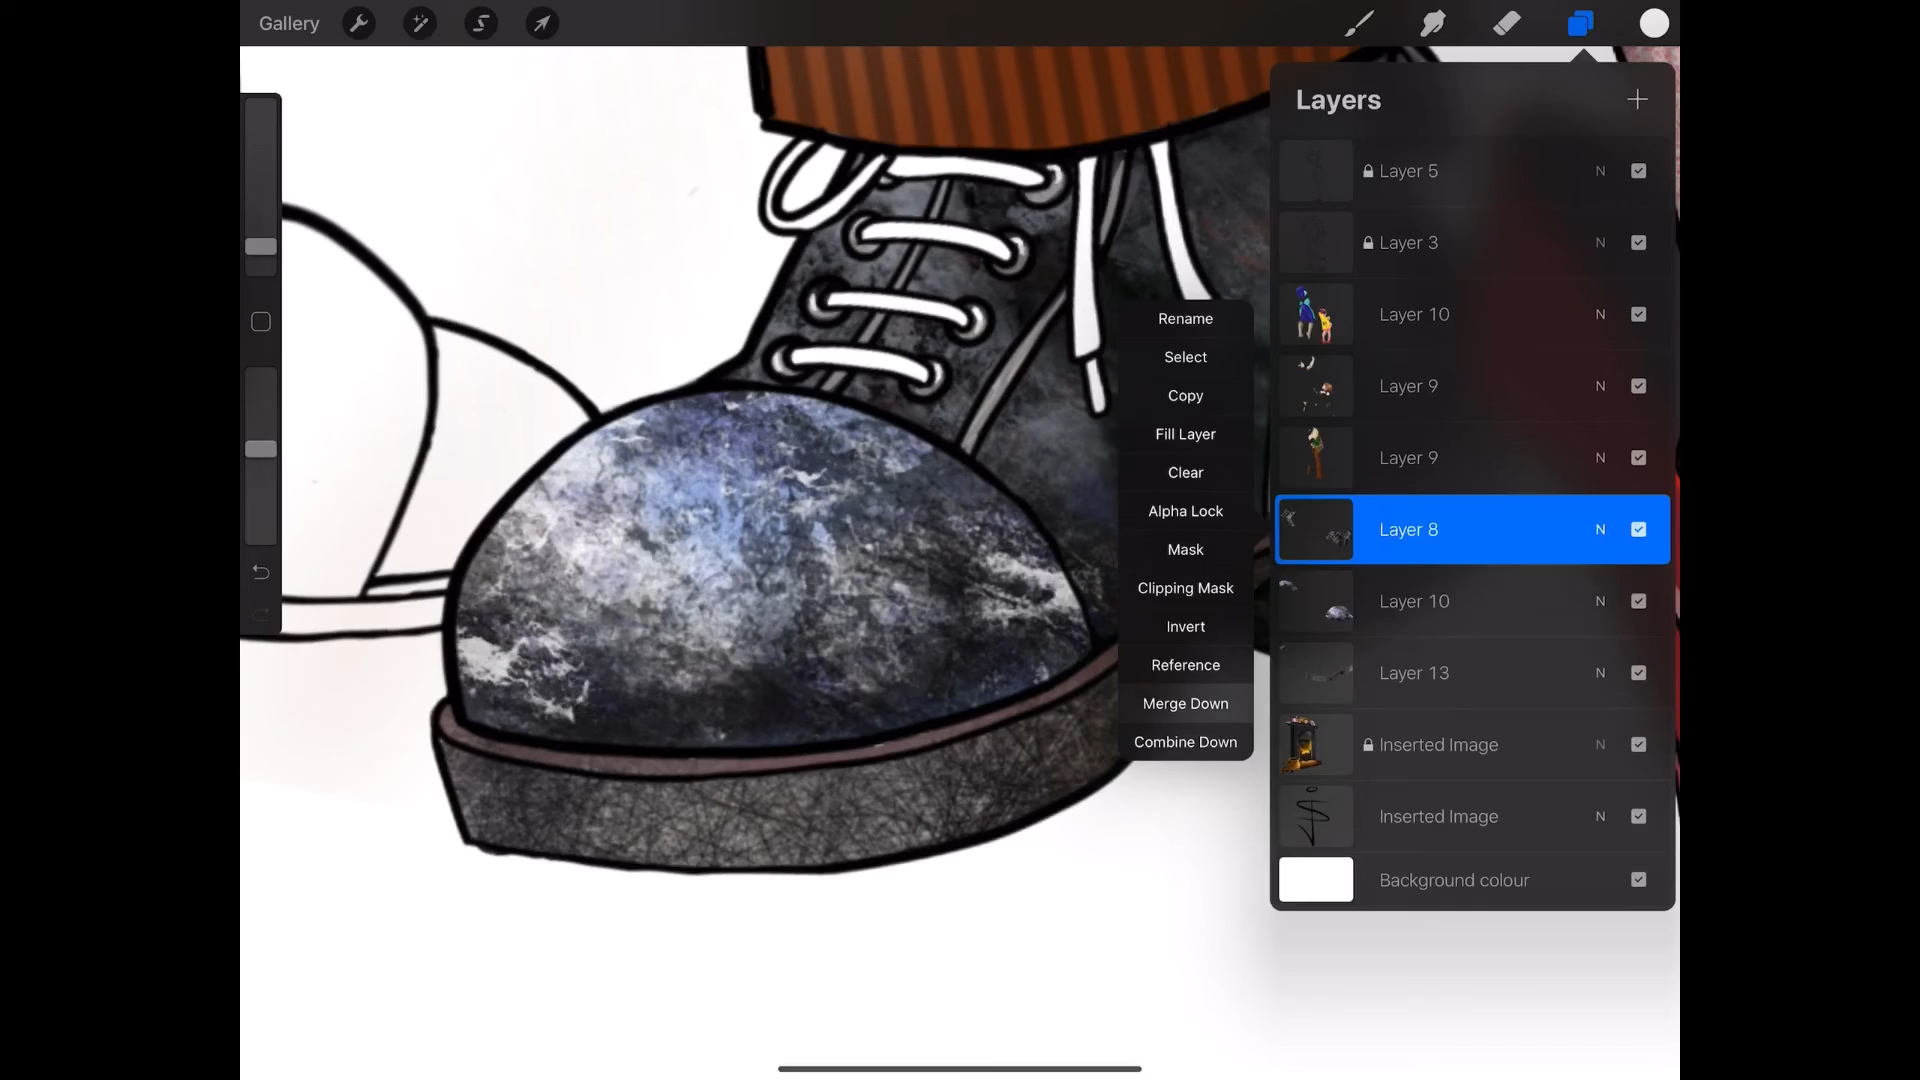 Gallery
Layers
Layer 5 N
Layer 3 N
Layer 10 N
Layer 9 N
Layer 9 N
Layer 8 N
Layer 10 N
Layer 13 N
Inserted Image N
Inserted Image N
Background colour
Rename
Select
Copy
Fill Layer
Clear
Alpha Lock
Mask
Clipping Mask
Invert
Reference
Merge Down
Combine Down